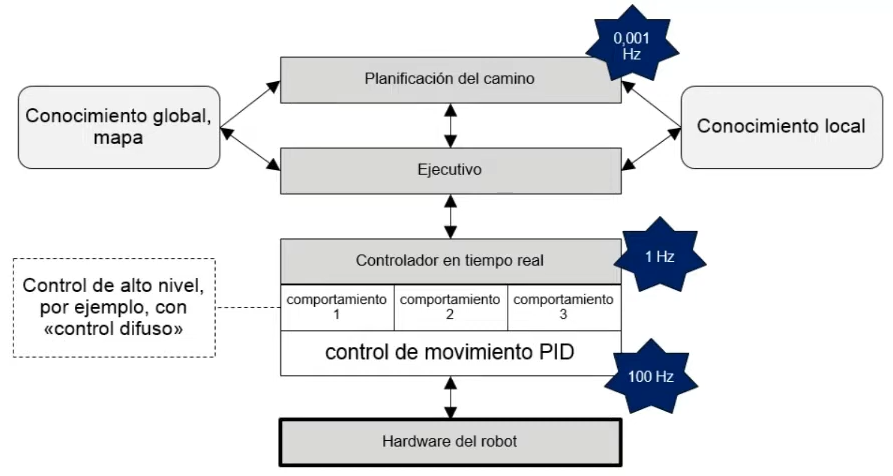 0,001
Hz
Planificación del camino
Conocimiento global,
mapa
Conocimiento local
Ejecutivo
Controlador en tiempo real
1 Hz
Control de alto nivel,
por ejemplo, con
«control difuso»
comportamiento
1
comportamiento
2
comportamiento
3
control de movimiento PID
100 Hz
Hardware del robot